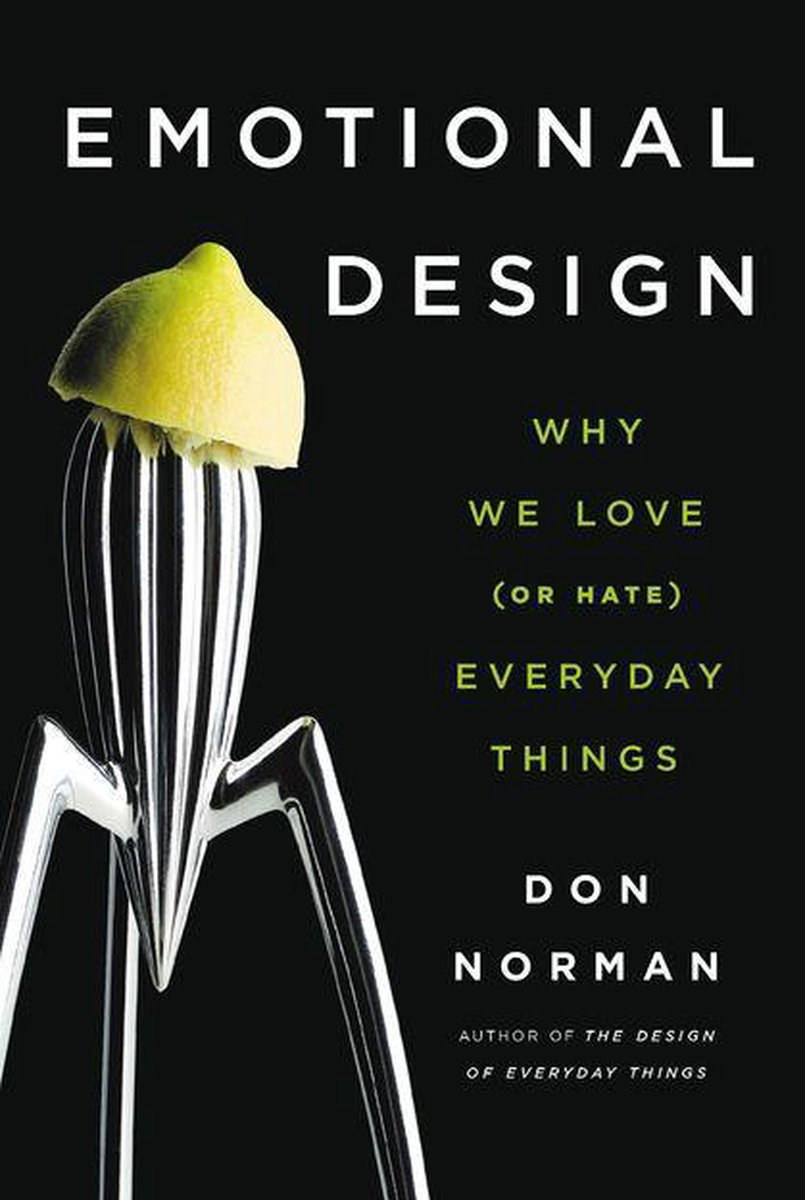 EMOTIONAL
DESIGN
WHY
WE LOVE
(OR HATE)
EVERYDAY
THINGS
DON
NORMAN
AUTHOR OF THE DESIGN
OF EVERYDAY THINGS